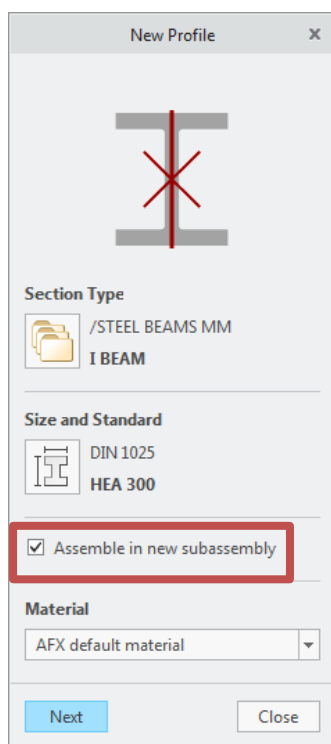 New Profile
Section Type
/STEEL BEAMS MM
I BEAM
Size and Standard
DIN 1025
HEA 300
Assemble in new subassembly
Material
AFX default material
Next Close